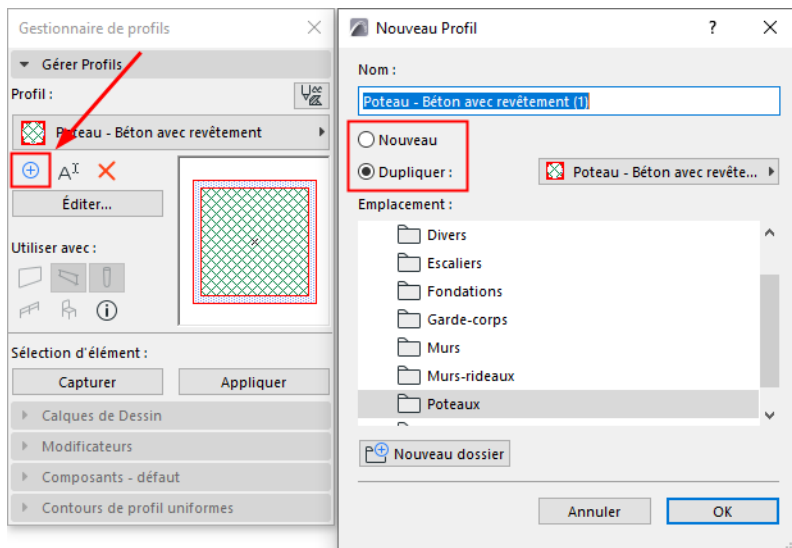 Gestionnaire de profils
Gérer Profils
Profil :
Poteau - Béton avec revêtement
Éditer...
Utiliser avec :
Sélection d'élément :
Capturer
Appliquer
Calques de Dessin
Modificateurs
Composants - défaut
Contours de profil uniformes
Nouveau Profil
?
Nom :
Poteau - Béton avec revêtement (1)
Nouveau
Dupliquer :
Poteau - Béton avec revête...
Emplacement :
Divers
Escaliers
Fondations
Garde-corps
Murs
Murs-rideaux
Poteaux
Nouveau dossier
Annuler
OK